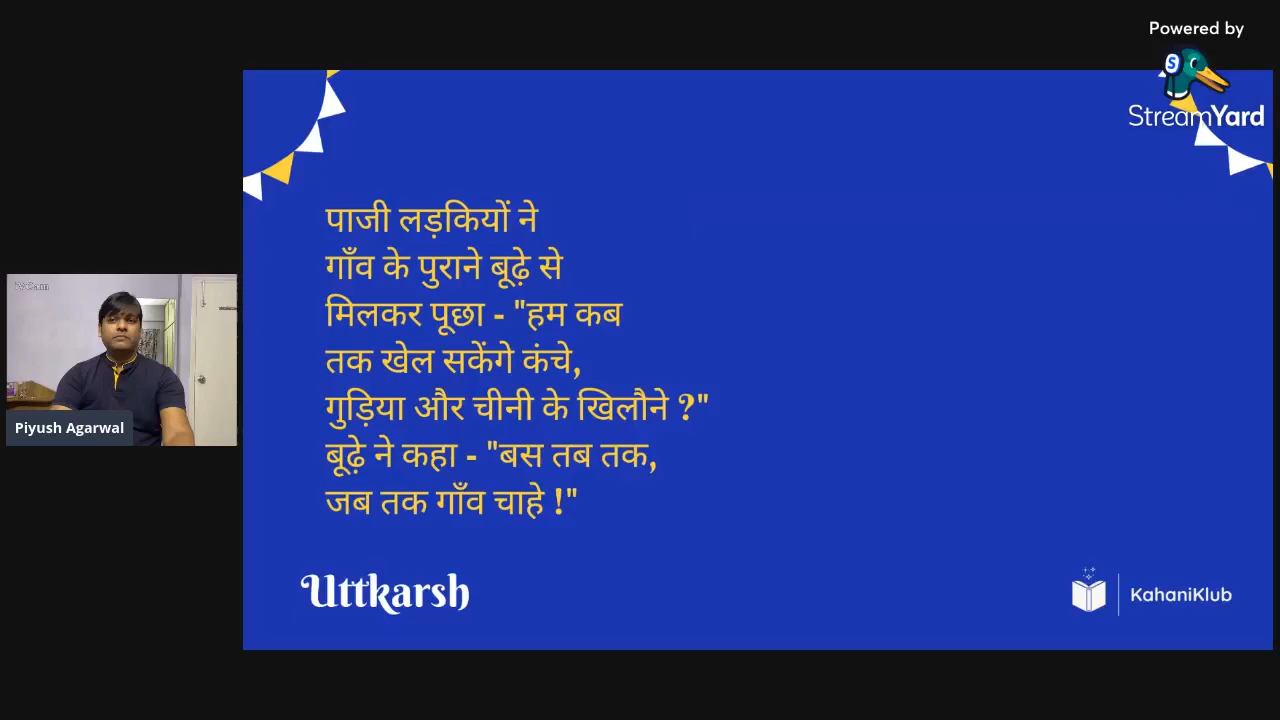 Powered by
StreamYard
पाजी लड़कियों ने
गाँव के पुराने बूढ़े से
मिलकर पूछा - "हम कब
तक खेल सकेंगे कंचे,
गुड़िया और चीनी के खिलौने ?"
बूढ़े ने कहा - "बस तब तक,
जब तक गाँव चाहे !"
Piyush Agarwal
Uttkarsh
KahaniKlub